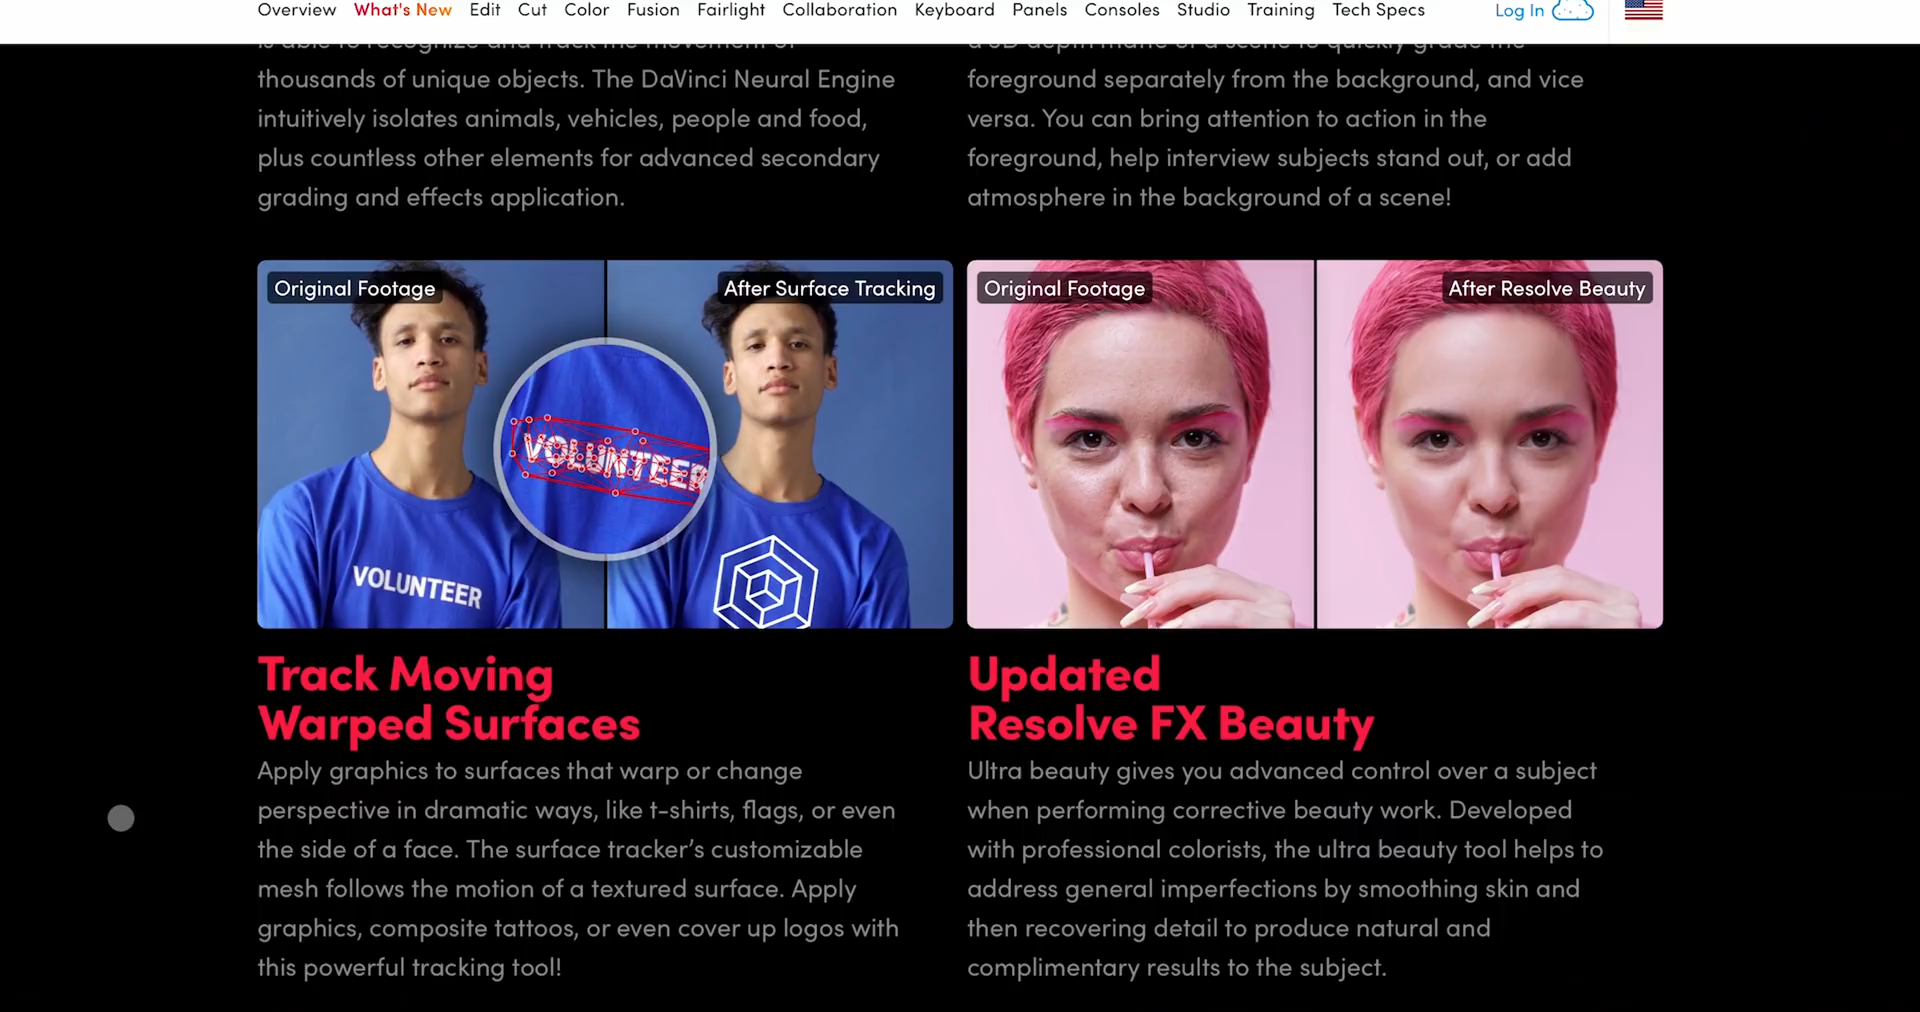 Overview What's New Edit Cut Color Fusion Fairlight Collaboration Keyboard Panels Consoles Studio Training Tech Specs Log In
is able to recognize and track the movement of
thousands of unique objects. The DaVinci Neural Engine
intuitively isolates animals, vehicles, people and food,
plus countless other elements for advanced secondary
grading and effects application.
a 3D depth matte of a scene to quickly grade the
foreground separately from the background, and vice
versa. You can bring attention to action in the
foreground, help interview subjects stand out, or add
atmosphere in the background of a scene!
Original Footage
After Surface Tracking
VOLUNTEER
VOLUNTEER
Original Footage
After Resolve Beauty
Track Moving
Warped Surfaces
Apply graphics to surfaces that warp or change
perspective in dramatic ways, like t-shirts, flags, or even
the side of a face. The surface tracker’s customizable
mesh follows the motion of a textured surface. Apply
graphics, composite tattoos, or even cover up logos with
this powerful tracking tool!
Updated
Resolve FX Beauty
Ultra beauty gives you advanced control over a subject
when performing corrective beauty work. Developed
with professional colorists, the ultra beauty tool helps to
address general imperfections by smoothing skin and
then recovering detail to produce natural and
complimentary results to the subject.